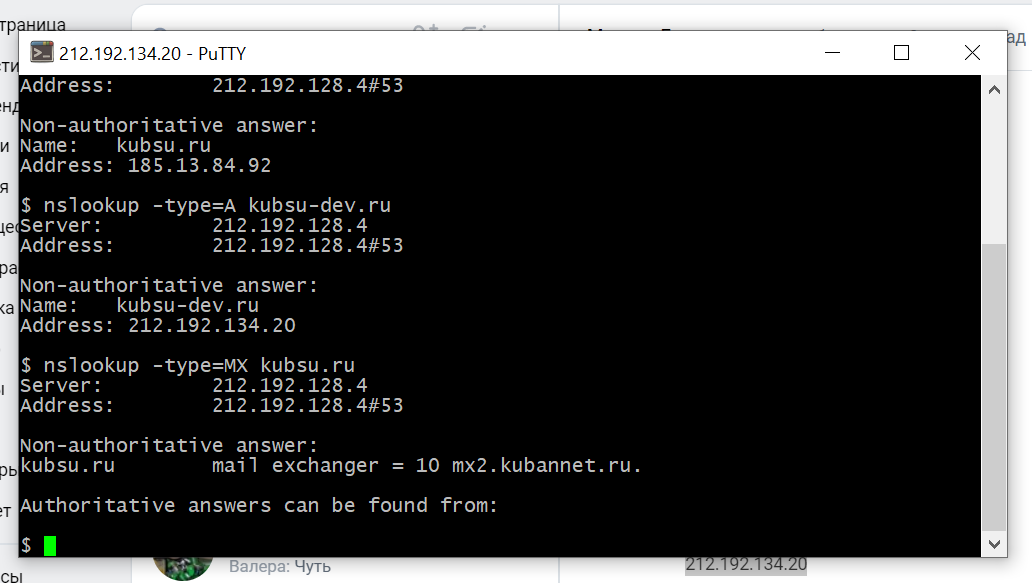 траница
212.192.134.20 - PuTTY
Address:        212.192.128.4#53
Non-authoritative answer:
Name:   kubsu.ru
Address: 185.13.84.92
$ nslookup -type=A kubsu-dev.ru
Server:         212.192.128.4
Address:        212.192.128.4#53
Non-authoritative answer:
Name:   kubsu-dev.ru
Address: 212.192.134.20
$ nslookup -type=MX kubsu.ru
Server:         212.192.128.4
Address:        212.192.128.4#53
Non-authoritative answer:
kubsu.ru        mail exchanger = 10 mx2.kubannet.ru.
Authoritative answers can be found from:
$
Валера: Чуть
212.192.134.20